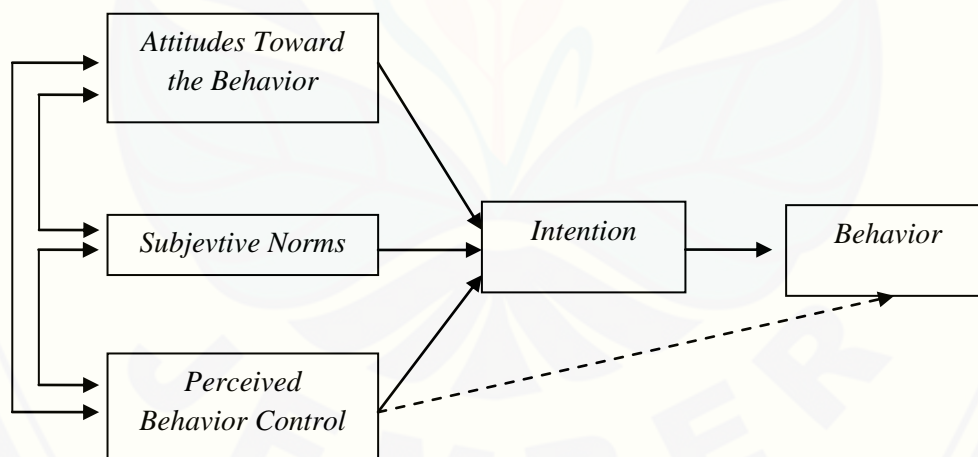 Attitudes Toward
the Behavior
Subjevtive Norms
Intention
Behavior
Perceived
Behavior Control